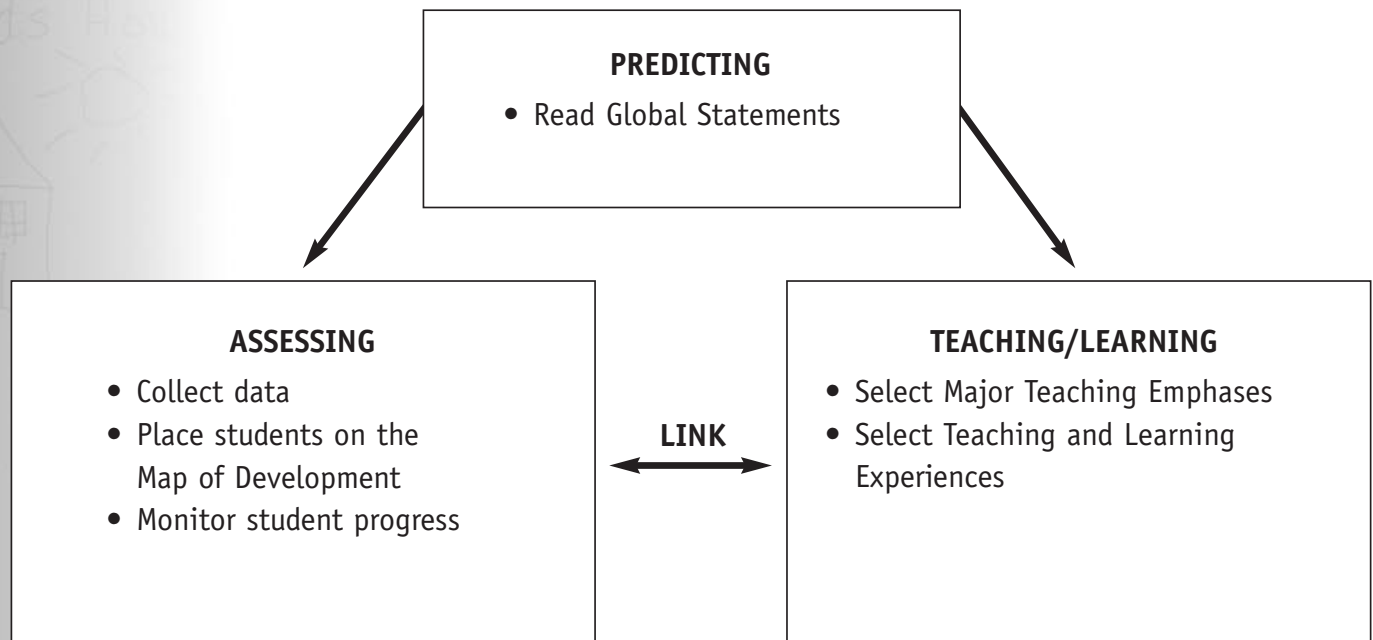 PREDICTING
• Read Global Statements
ASSESSING
• Collect data
• Place students on the
Map of Development
• Monitor student progress
LINK
TEACHING/LEARNING
• Select Major Teaching Emphases
• Select Teaching and Learning
Experiences